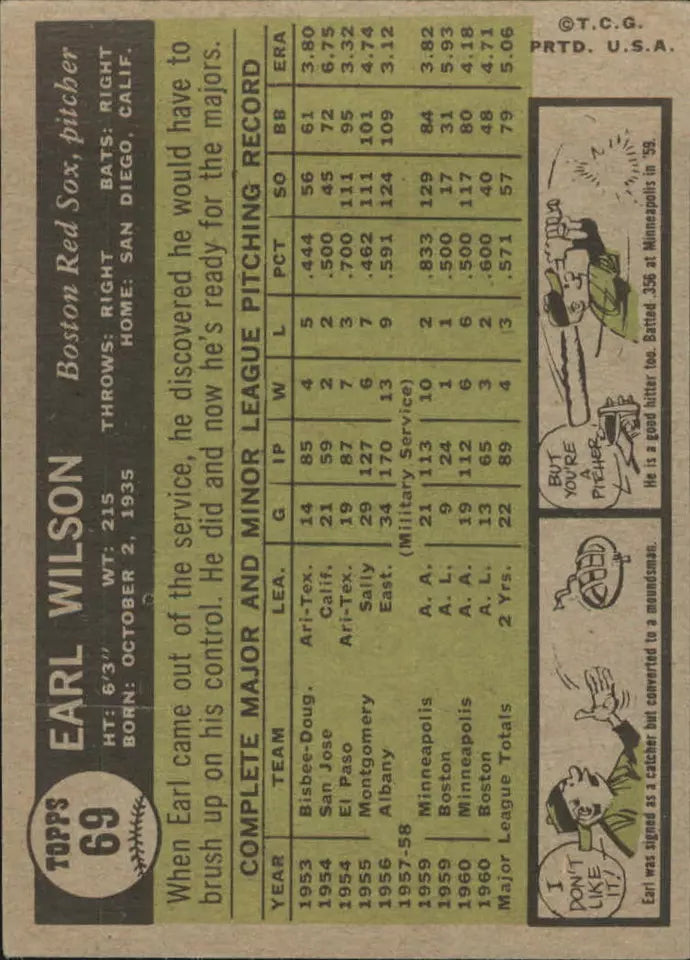 TOPPS
69
EARL WILSON Boston Red Sox, pitcher
HT: 6'3" WT: 215 THROWS: RIGHT BATS: RIGHT
BORN: OCTOBER 2, 1935 HOME: SAN DIEGO, CALIF.
When Earl came out of the service, he discovered he would have to
brush up on his control. He did and now he's ready for the majors.
COMPLETE MAJOR AND MINOR LEAGUE PITCHING RECORD
YEAR TEAM LEA. G IP W L PCT SO BB ERA
1953 Bisbee-Doug. Ari-Tex. 14 85 4 5 .444 56 61 3.80
1954 San Jose Calif. 21 59 2 2 .500 45 72 6.75
1954 El Paso Ari-Tex. 19 87 7 3 .700 111 95 3.32
1955 Montgomery Sally 29 127 6 7 .462 111 101 4.74
1956 Albany East. 34 170 13 9 .591 124 109 3.12
1957-58 (Military Service)
1959 Minneapolis A. A. 21 113 10 2 .833 129 84 3.82
1959 Boston A. L. 9 24 1 1 .500 17 31 5.93
1960 Minneapolis A. A. 19 112 6 6 .500 117 80 4.18
1960 Boston A. L. 13 65 3 2 .600 40 48 4.71
Major League Totals 2 Yrs. 22 89 4 3 .571 57 79 5.06
I
DON'T
LIKE
IT!
Earl was signed as a catcher but converted to a moundsman.
BUT
YOU'RE
A
PITCHER
He is a good hitter too. Batted .356 at Minneapolis in '59.
©T.C.G.
PRTD. U.S.A.